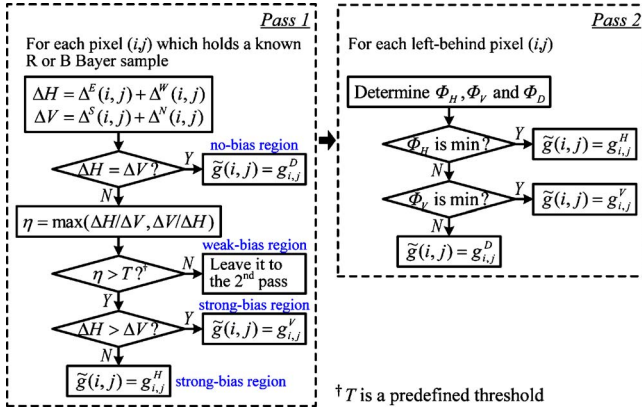 Pass 1
For each pixel (i,j) which holds a known
R or B Bayer sample
ΔH = Δ^E(i,j) + Δ^W(i,j)
ΔV = Δ^S(i,j) + Δ^N(i,j)
no-bias region
ΔH = ΔV?
Y
g̃(i,j) = g^D_{i,j}
N
η = max(ΔH/ΔV, ΔV/ΔH)
weak-bias region
η > T?†
N
Leave it to
the 2nd pass
Y
strong-bias region
ΔH > ΔV?
Y
g̃(i,j) = g^V_{i,j}
N
g̃(i,j) = g^H_{i,j}
strong-bias region
Pass 2
For each left-behind pixel (i,j)
Determine Φ_H, Φ_V and Φ_D
Φ_H is min?
Y
g̃(i,j) = g^H_{i,j}
N
Φ_V is min?
Y
g̃(i,j) = g^V_{i,j}
N
g̃(i,j) = g^D_{i,j}
† T is a predefined threshold